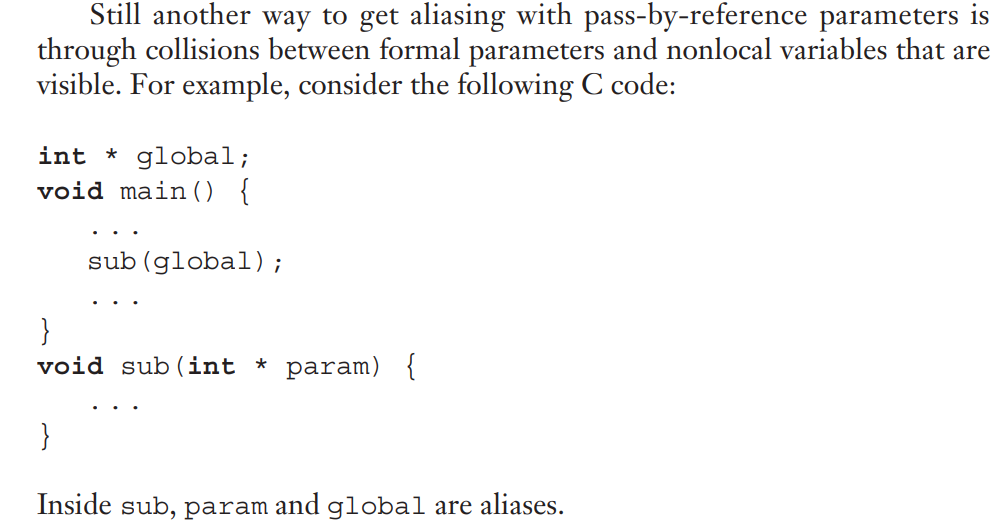 Still another way to get aliasing with pass-by-reference parameters is
through collisions between formal parameters and nonlocal variables that are
visible. For example, consider the following C code:
int * global;
void main() {
. . .
sub(global);
. . .
}
void sub(int * param) {
. . .
}
Inside sub, param and global are aliases.